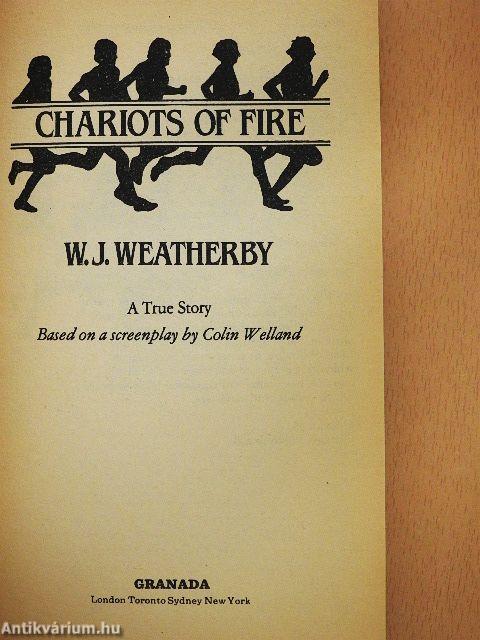 CHARIOTS OF FIRE
W.J. WEATHERBY
A True Story
Based on a screenplay by Colin Welland
GRANADA
London Toronto Sydney New York
Antikvárium.hu